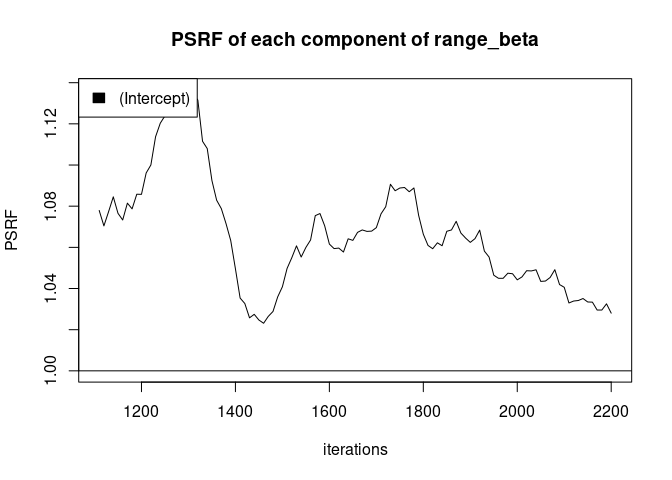 PSRF of each component of range_beta
(Intercept)
PSRF
1.12
1.08
1.04
1.00
1200 1400 1600 1800 2000 2200
iterations